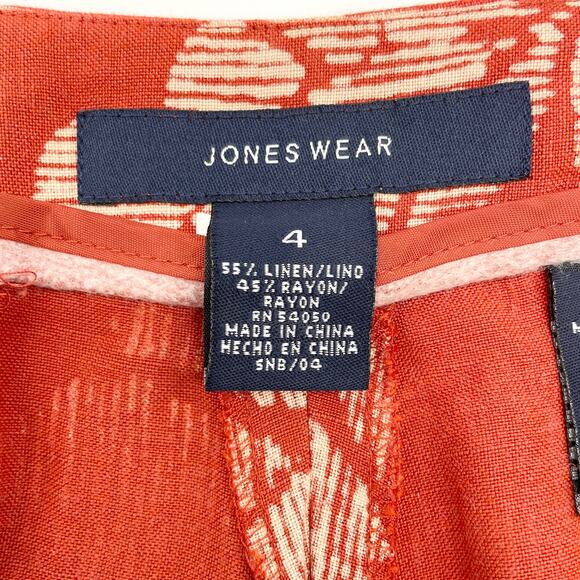 JONES WEAR
4
55% LINEN/LINO
45% RAYON/
RAYON
RN 54050
MADE IN CHINA
HECHO EN CHINA
SNB/04